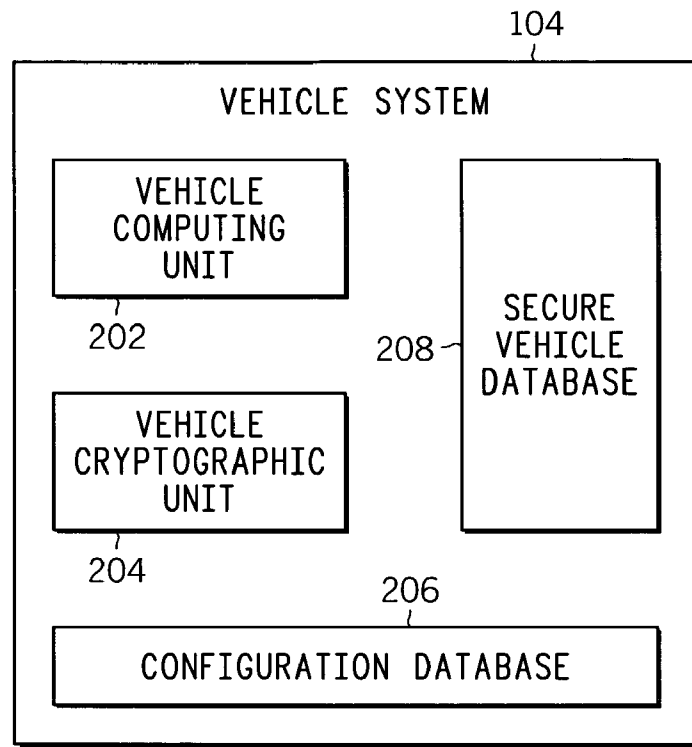 104
VEHICLE SYSTEM
VEHICLE
COMPUTING
UNIT
202
SECURE
VEHICLE
DATABASE
208
VEHICLE
CRYPTOGRAPHIC
UNIT
204
206
CONFIGURATION DATABASE